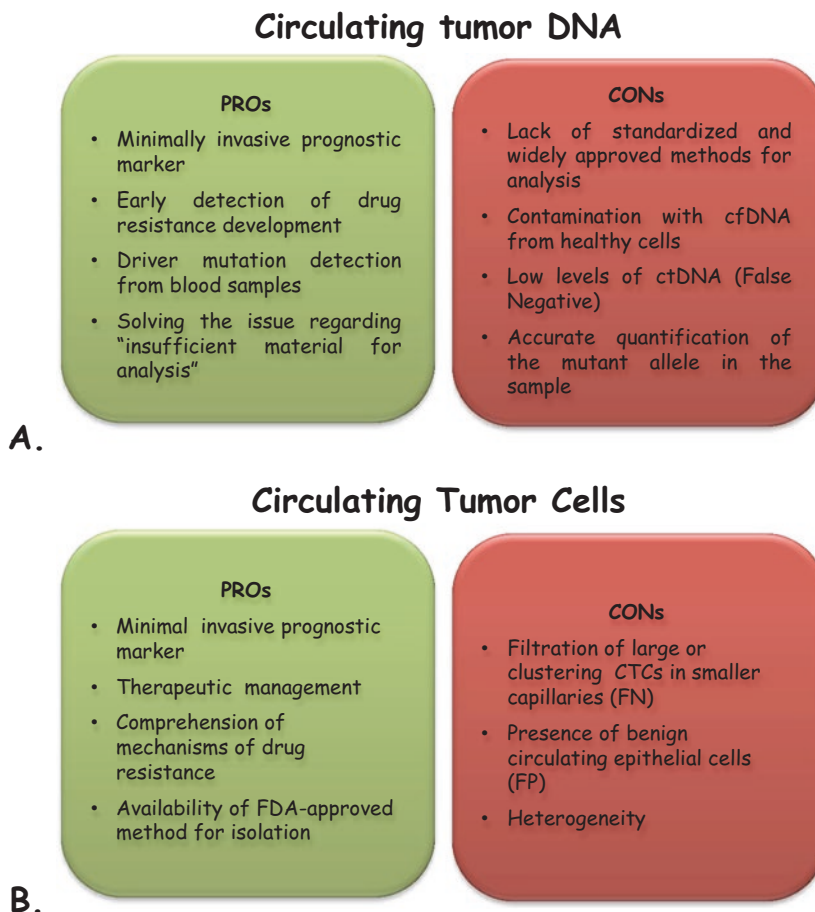 Circulating tumor DNA
PROs
• Minimally invasive prognostic
marker
• Early detection of drug
resistance development
• Driver mutation detection
from blood samples
• Solving the issue regarding
“insufficient material for
analysis”
CONs
• Lack of standardized and
widely approved methods for
analysis
• Contamination with cfDNA
from healthy cells
• Low levels of ctDNA (False
Negative)
• Accurate quantification of
the mutant allele in the
sample
A.
Circulating Tumor Cells
PROs
• Minimal invasive prognostic
marker
• Therapeutic management
• Comprehension of
mechanisms of drug
resistance
• Availability of FDA-approved
method for isolation
CONs
• Filtration of large or
clustering CTCs in smaller
capillaries (FN)
• Presence of benign
circulating epithelial cells
(FP)
• Heterogeneity
B.